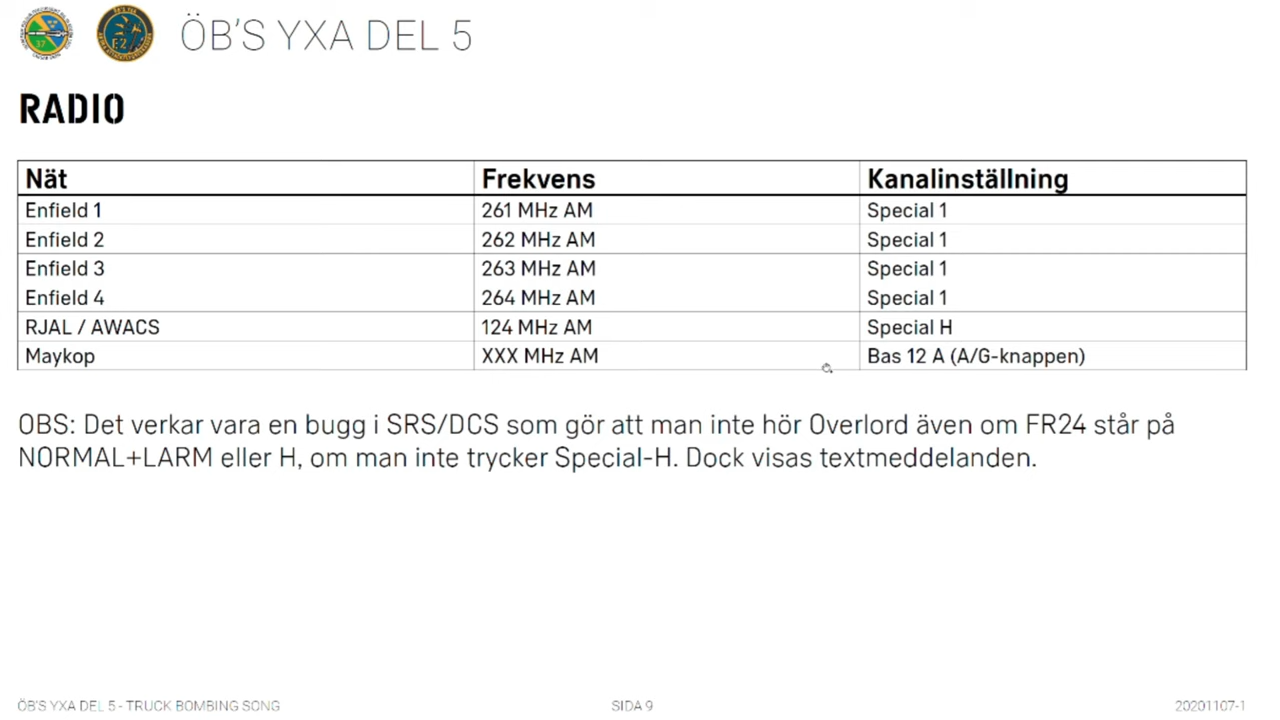 ÖB'S YXA DEL 5
RADIO
Nät Frekvens Kanalinställning
Enfield 1 261 MHz AM Special 1
Enfield 2 262 MHz AM Special 1
Enfield 3 263 MHz AM Special 1
Enfield 4 264 MHz AM Special 1
RJAL / AWACS 124 MHz AM Special H
Maykop XXX MHz AM Bas 12 A (A/G-knappen)
OBS: Det verkar vara en bugg i SRS/DCS som gör att man inte hör Overlord även om FR24 står på
NORMAL+LARM eller H, om man inte trycker Special-H. Dock visas textmeddelanden.
ÖB'S YXA DEL 5 - TRUCK BOMBING SONG SIDA 9 20201107-1